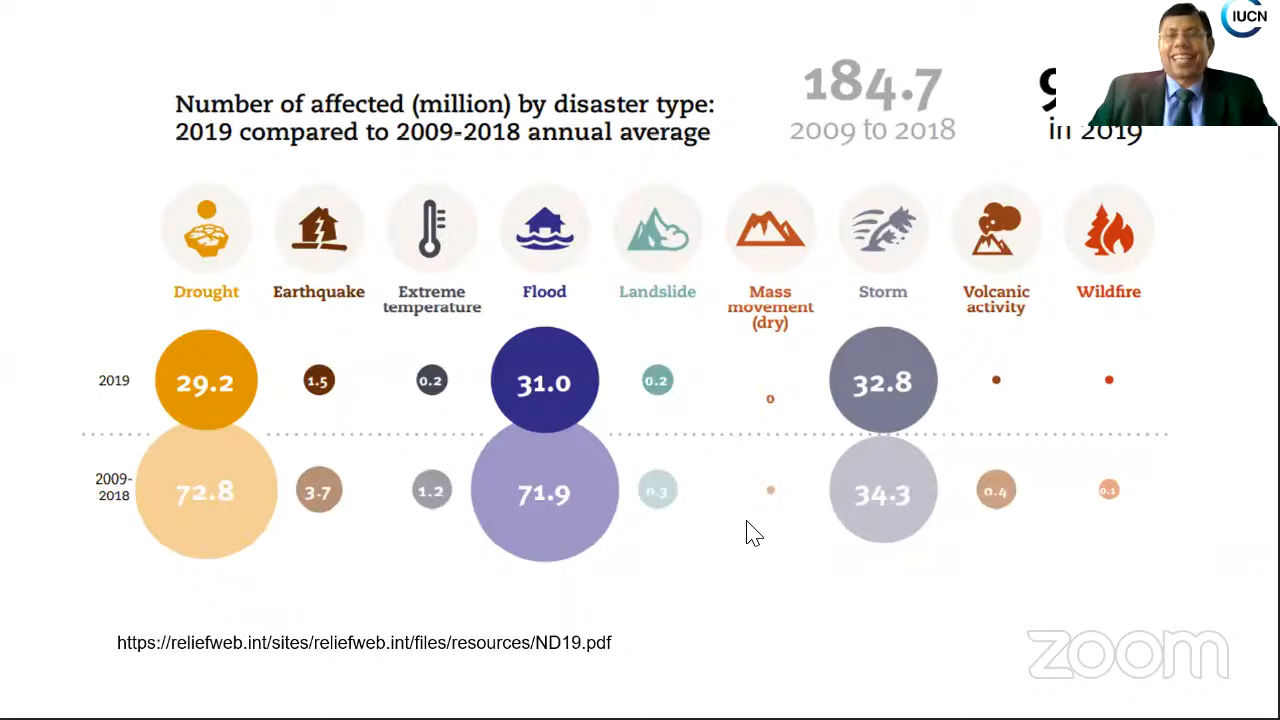 IUCN
184.7
9
Number of affected (million) by disaster type:
2019 compared to 2009-2018 annual average
2009 to 2018
in 2019
Drought
Earthquake
Extreme
temperature
Flood
Landslide
Mass
movement
(dry)
Storm
Volcanic
activity
Wildfire
2019
29.2
1.5
0.2
31.0
0.2
0
32.8
2009-
2018
72.8
3.7
1.2
71.9
0.3
34.3
0.4
0.1
https://reliefweb.int/sites/reliefweb.int/files/resources/ND19.pdf
zoom